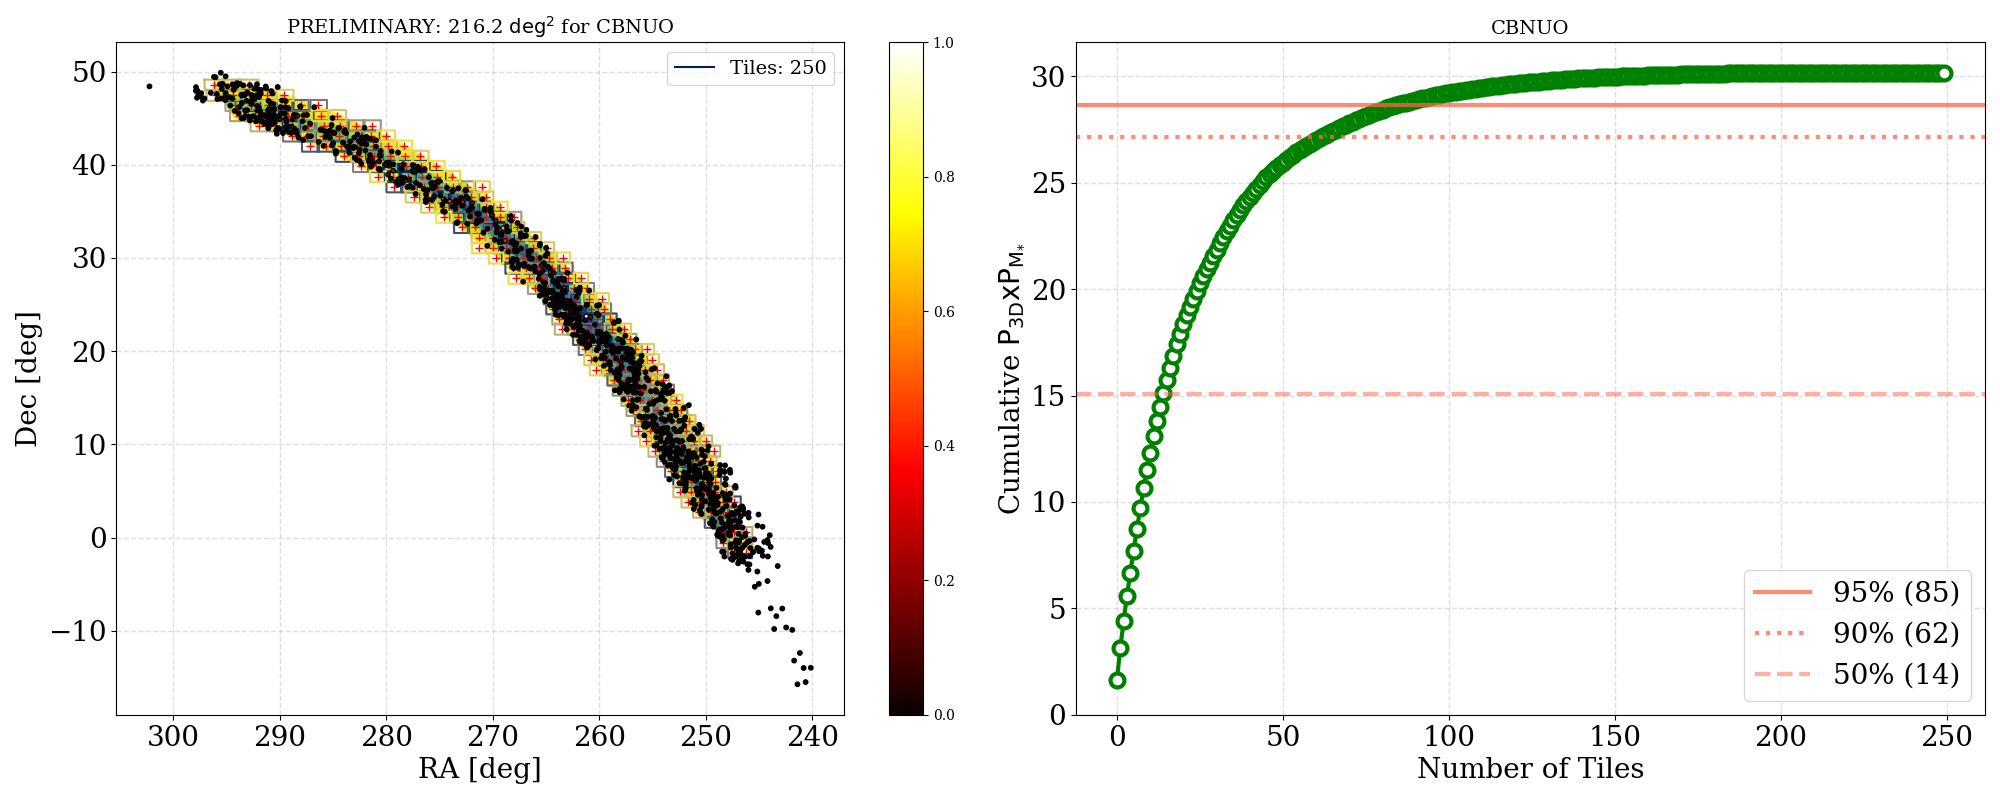 PRELIMINARY: 216.2 deg² for CBNUO
Tiles: 250
50
40
30
20
10
0
−10
Dec [deg]
300 290 280 270 260 250 240
RA [deg]
1.0
0.8
0.6
0.4
0.2
0.0
CBNUO
30
25
20
15
10
5
0
Cumulative P_3DxP_M_*
95% (85)
90% (62)
50% (14)
0 50 100 150 200 250
Number of Tiles